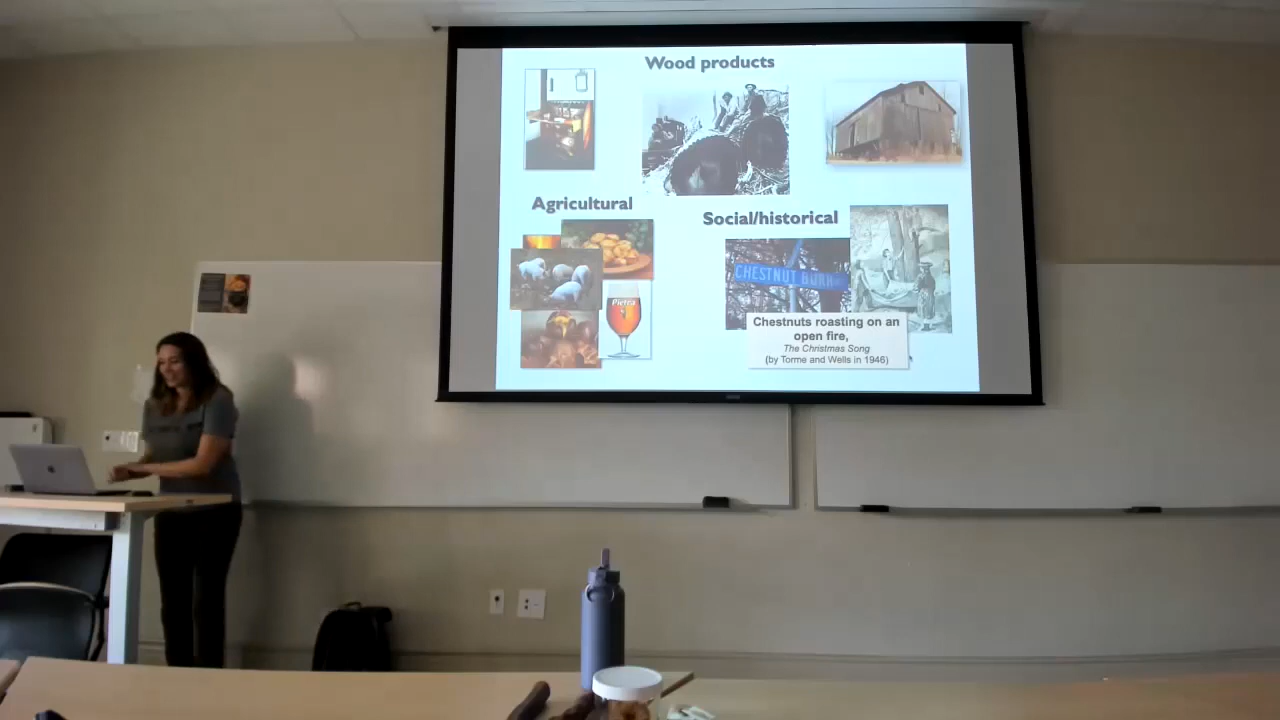 Wood products
Agricultural
Social/historical
CHESTNUT BURR
Pietra
Chestnuts roasting on an
open fire,
The Christmas Song
(by Torme and Wells in 1946)